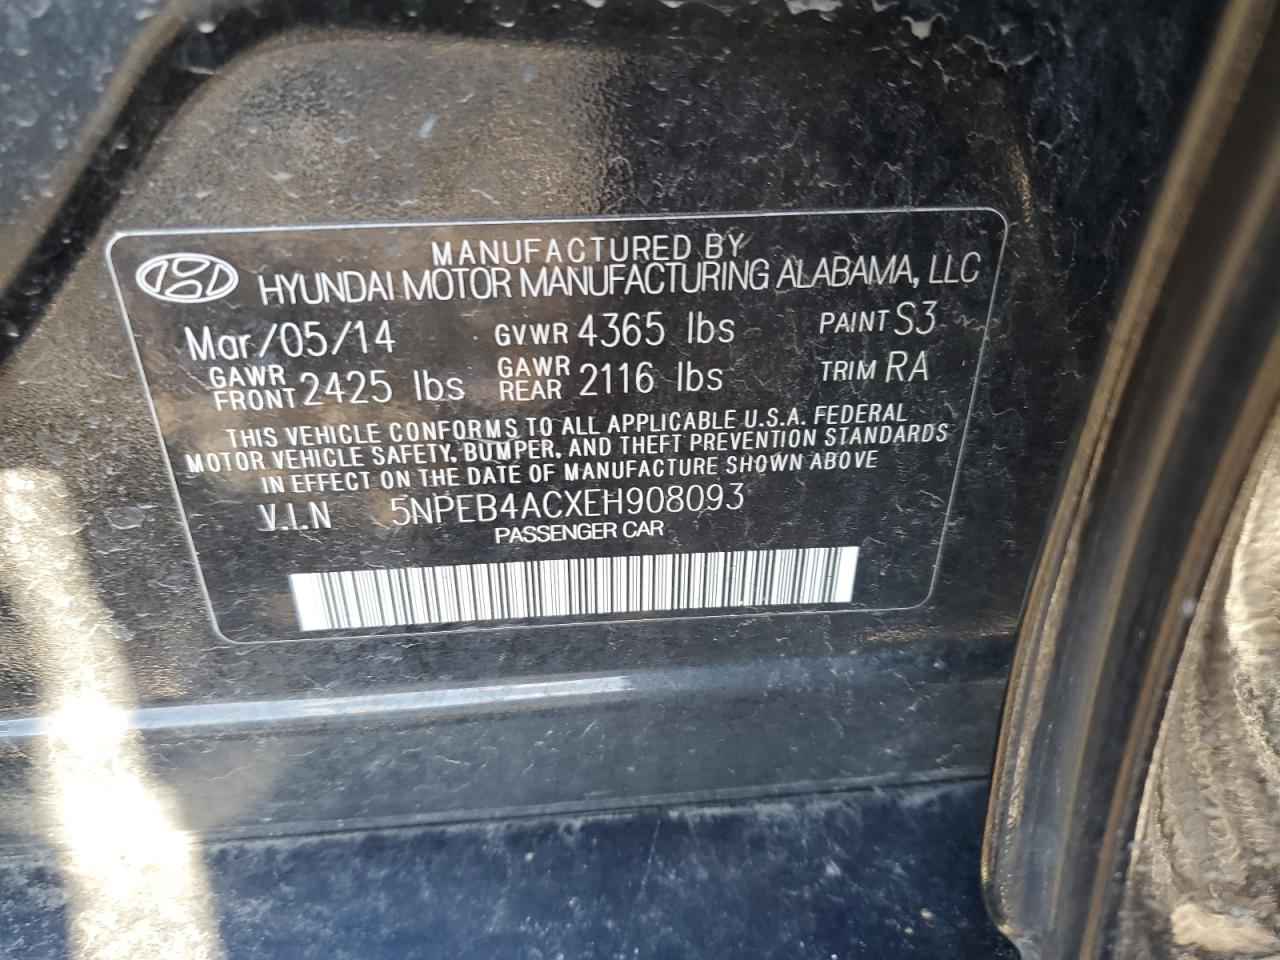 MANUFACTURED BY
HYUNDAI MOTOR MANUFACTURING ALABAMA, LLC
Mar/05/14 GVWR 4365 lbs PAINT S3
GAWR FRONT 2425 lbs GAWR REAR 2116 lbs TRIM RA
THIS VEHICLE CONFORMS TO ALL APPLICABLE U.S.A. FEDERAL
MOTOR VEHICLE SAFETY, BUMPER, AND THEFT PREVENTION STANDARDS
IN EFFECT ON THE DATE OF MANUFACTURE SHOWN ABOVE
V.I.N 5NPEB4ACXEH908093
PASSENGER CAR